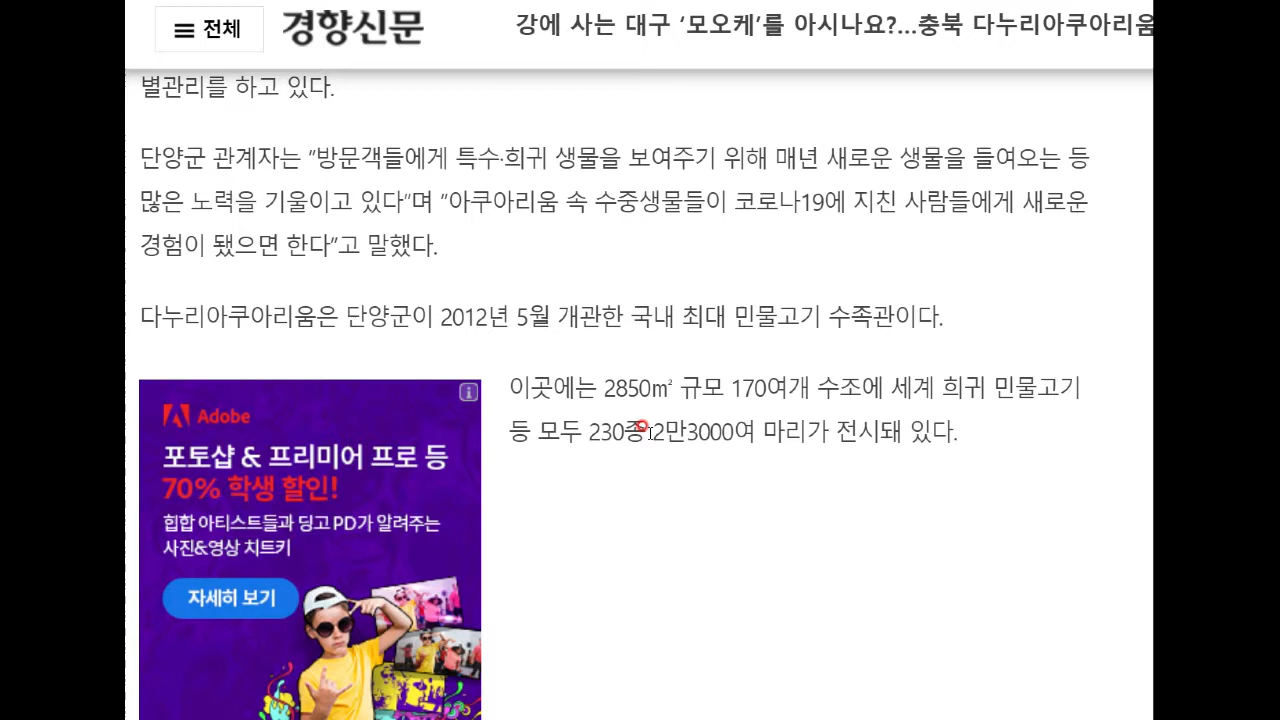 전체
경향신문
강에 사는 대구 ‘모오케’를 아시나요?...충북 다누리아쿠아리움
별관리를 하고 있다.
단양군 관계자는 “방문객들에게 특수·희귀 생물을 보여주기 위해 매년 새로운 생물을 들여오는 등
많은 노력을 기울이고 있다“며 ”아쿠아리움 속 수중생물들이 코로나19에 지친 사람들에게 새로운
경험이 됐으면 한다”고 말했다.
다누리아쿠아리움은 단양군이 2012년 5월 개관한 국내 최대 민물고기 수족관이다.
이곳에는 2850㎡ 규모 170여개 수조에 세계 희귀 민물고기
등 모두 230종 2만3000여 마리가 전시돼 있다.
Adobe
포토샵 & 프리미어 프로 등
70% 학생 할인!
힙합 아티스트들과 딩고 PD가 알려주는
사진&영상 치트키
자세히 보기